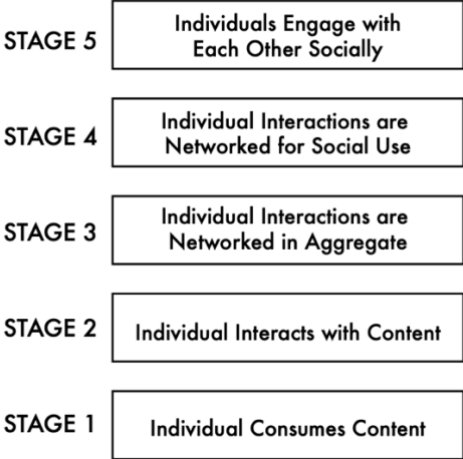 STAGE 5
Individuals Engage with
Each Other Socially
STAGE 4
Individual Interactions are
Networked for Social Use
STAGE 3
Individual Interactions are
Networked in Aggregate
STAGE 2
Individual Interacts with Content
STAGE 1
Individual Consumes Content